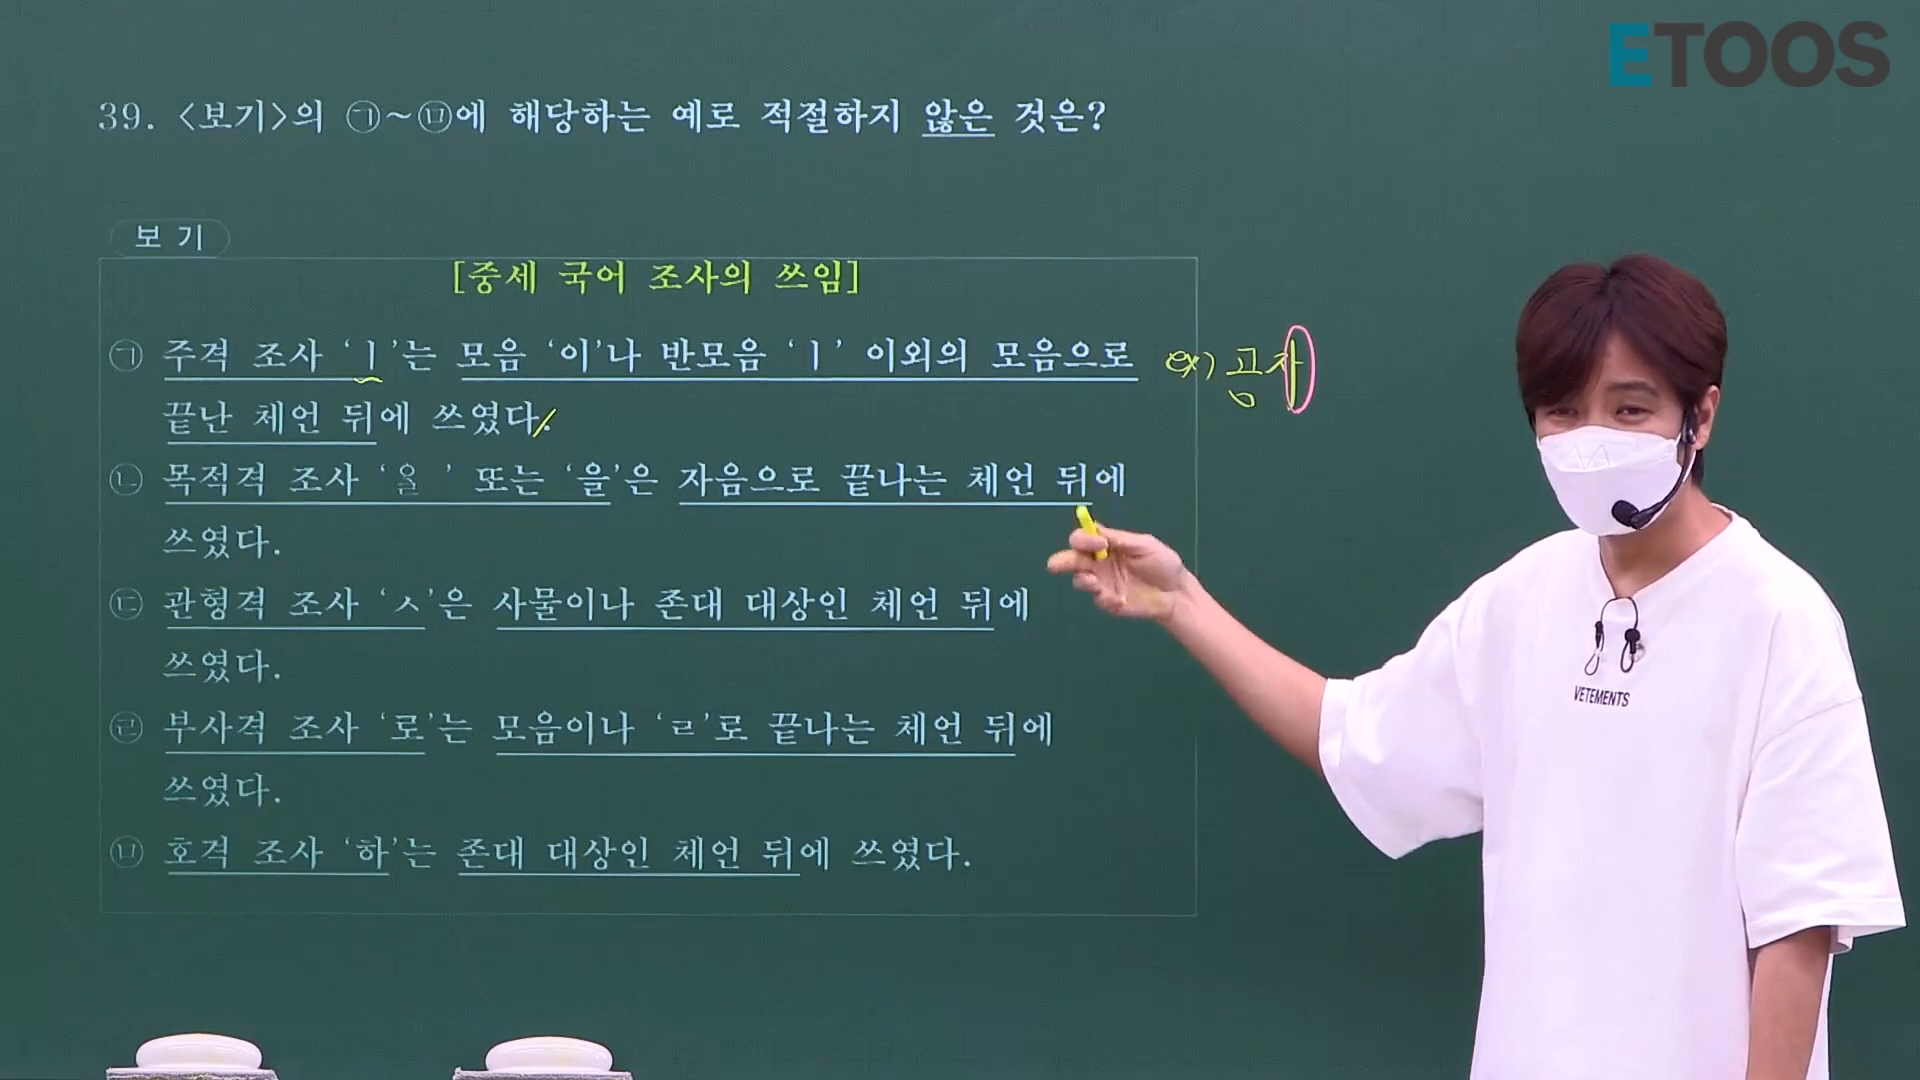 ETOOS
39. <보기>의 ㉠~㉤에 해당하는 예로 적절하지 않은 것은?
보 기
[중세 국어 조사의 쓰임]
㉠ 주격 조사 ‘ㅣ’는 모음 ‘이’나 반모음 ‘ㅣ’ 이외의 모음으로
끝난 체언 뒤에 쓰였다.
ex) 공자
㉡ 목적격 조사 ‘ᄋᆞᆯ’ 또는 ‘을’은 자음으로 끝나는 체언 뒤에
쓰였다.
㉢ 관형격 조사 ‘ㅅ’은 사물이나 존대 대상인 체언 뒤에
쓰였다.
㉣ 부사격 조사 ‘로’는 모음이나 ‘ㄹ’로 끝나는 체언 뒤에
쓰였다.
㉤ 호격 조사 ‘하’는 존대 대상인 체언 뒤에 쓰였다.
VETEMENTS